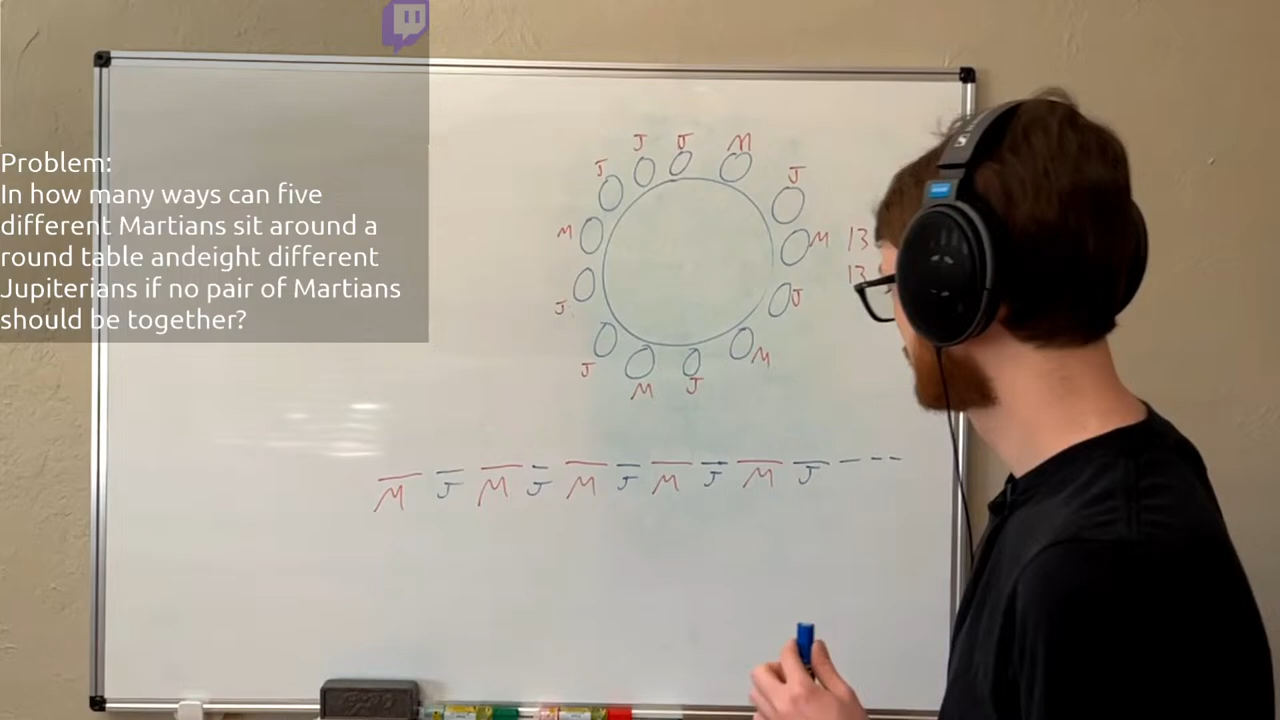 Problem:
In how many ways can five
different Martians sit around a
round table andeight different
Jupiterians if no pair of Martians
should be together?
J J J M
J
M
M 13
13
J
J
J
M
J M J
M J M J M J M J M J